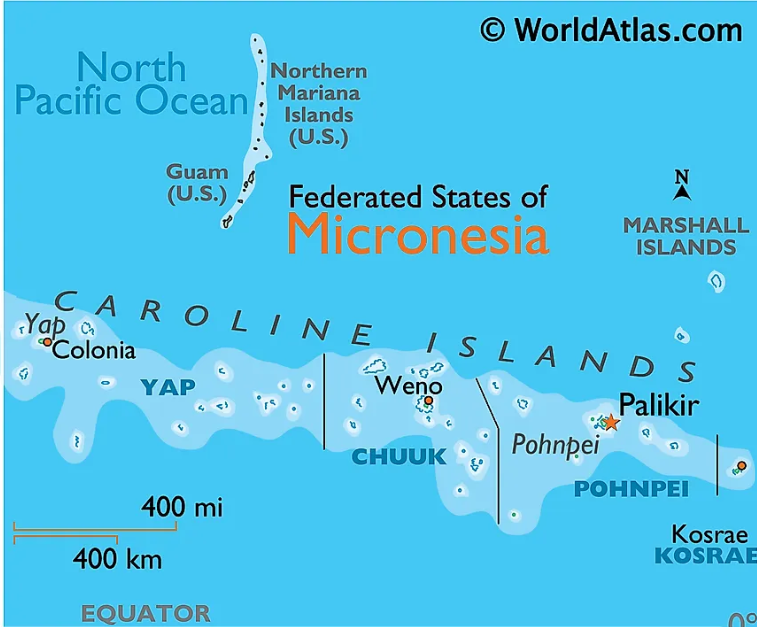 © WorldAtlas.com
North
Pacific Ocean
Northern
Mariana
Islands
(U.S.)
Guam
(U.S.)
N
Federated States of
Micronesia
MARSHALL
ISLANDS
CAROLINE ISLANDS
Yap
Colonia
YAP
Weno
CHUUK
Palikir
Pohnpei
POHNPEI
Kosrae
KOSRAE
400 mi
400 km
EQUATOR
0°